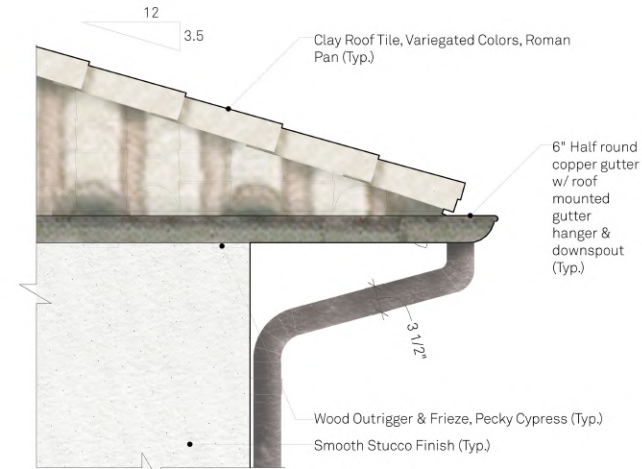 12
3.5
Clay Roof Tile, Variegated Colors, Roman
Pan (Typ.)
6" Half round
copper gutter
w/ roof
mounted
gutter
hanger &
downspout
(Typ.)
3 1/2"
Wood Outrigger & Frieze, Pecky Cypress (Typ.)
Smooth Stucco Finish (Typ.)